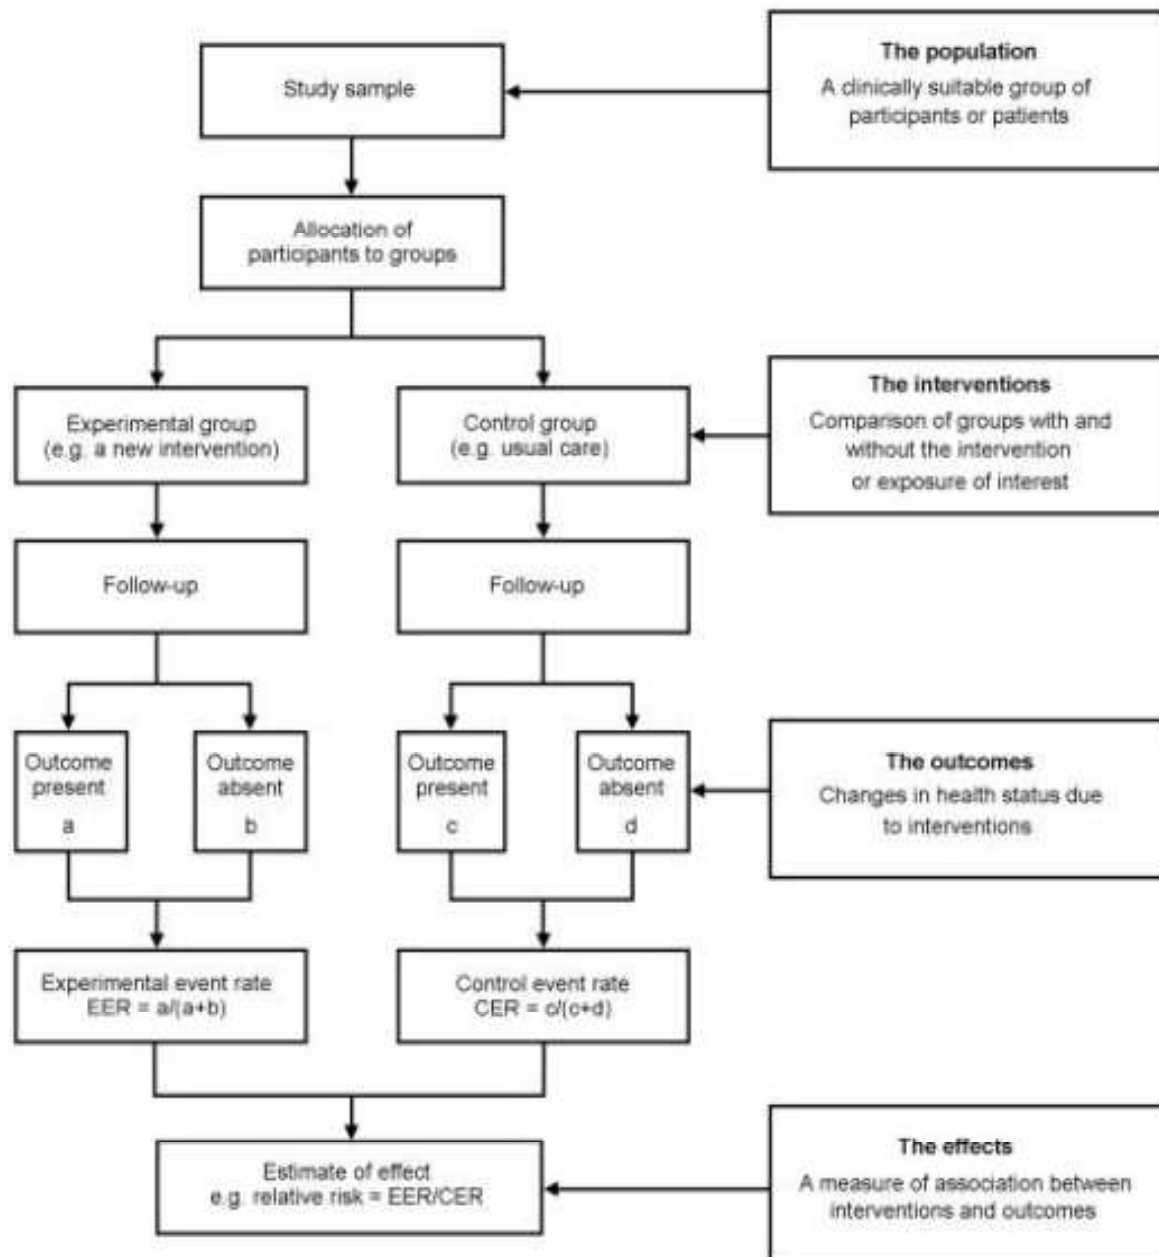 Study sample
The population
A clinically suitable group of
participants or patients
Allocation of
participants to groups
Experimental group
(e.g. a new intervention)
Control group
(e.g. usual care)
The interventions
Comparison of groups with and
without the intervention
or exposure of interest
Follow-up
Follow-up
Outcome
present
a
Outcome
absent
b
Outcome
present
c
Outcome
absent
d
The outcomes
Changes in health status due
to interventions
Experimental event rate
EER = a/(a+b)
Control event rate
CER = c/(c+d)
Estimate of effect
e.g. relative risk = EER/CER
The effects
A measure of association between
interventions and outcomes